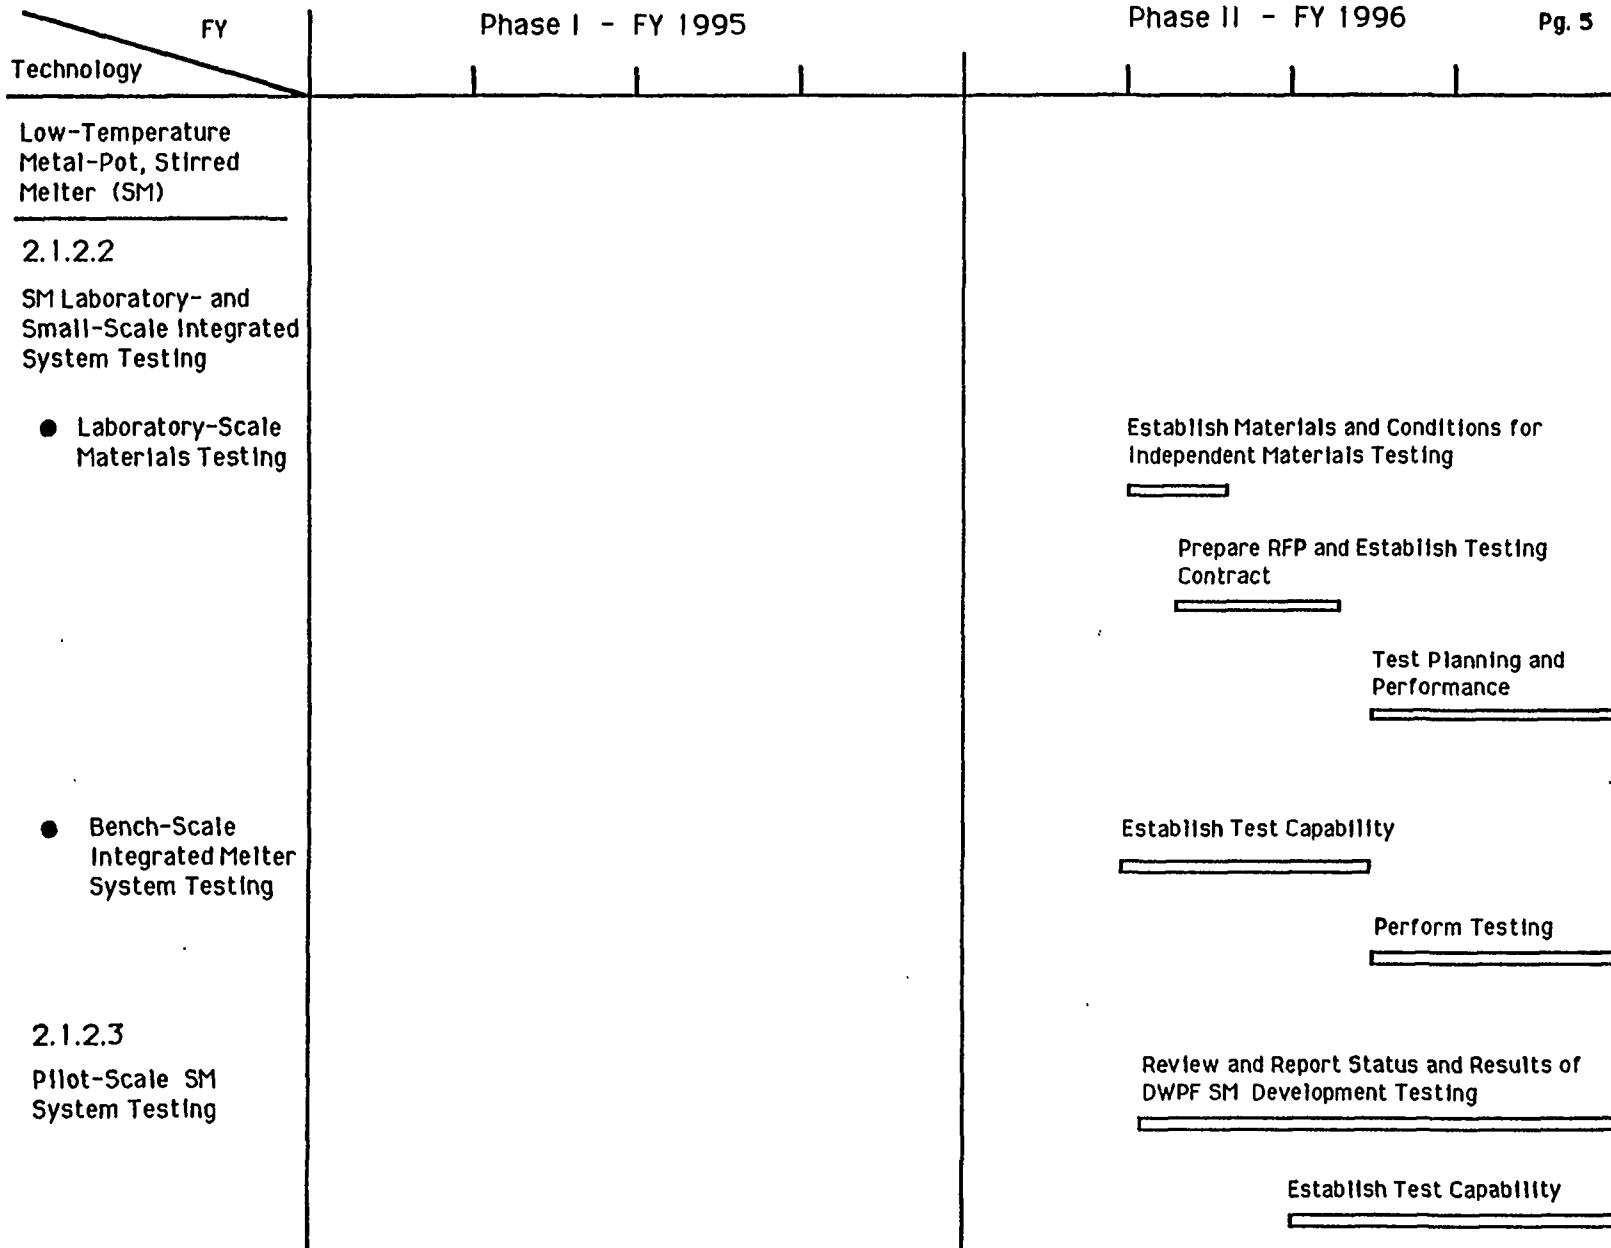 FY
Technology
Phase I - FY 1995
Phase II - FY 1996
Pg. 5
Low-Temperature
Metal-Pot, Stirred
Melter (SM)
2.1.2.2
SM Laboratory- and
Small-Scale Integrated
System Testing
● Laboratory-Scale
Materials Testing
Establish Materials and Conditions for
Independent Materials Testing
Prepare RFP and Establish Testing
Contract
Test Planning and
Performance
● Bench-Scale
Integrated Melter
System Testing
Establish Test Capability
Perform Testing
2.1.2.3
Pilot-Scale SM
System Testing
Review and Report Status and Results of
DWPF SM Development Testing
Establish Test Capability